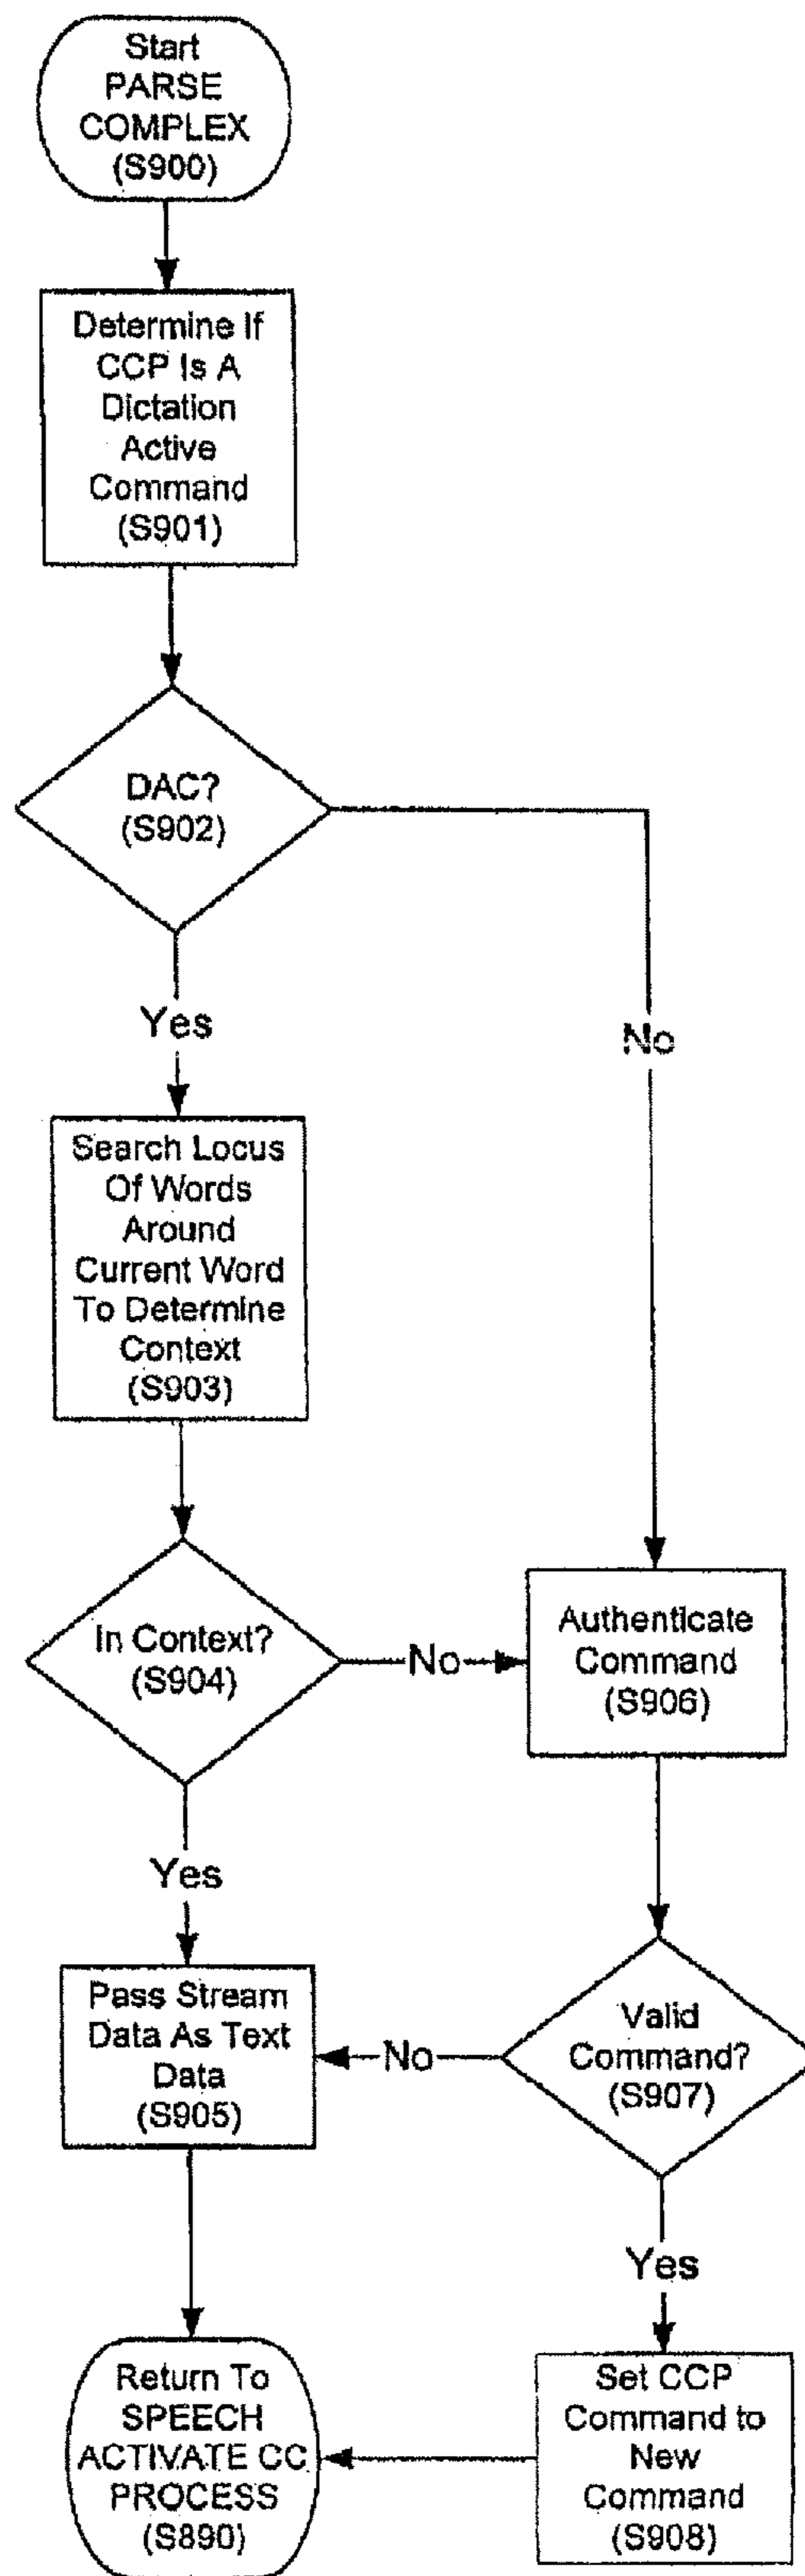 Start
PARSE
COMPLEX
(S900)
Determine If
CCP Is A
Dictation
Active
Command
(S901)
DAC?
(S902)
Yes
No
Search Locus
Of Words
Around
Current Word
To Determine
Context
(S903)
In Context?
(S904)
No
Authenticate
Command
(S906)
Yes
Pass Stream
Data As Text
Data
(S905)
No
Valid
Command?
(S907)
Yes
Return To
SPEECH
ACTIVATE CC
PROCESS
(S890)
Set CCP
Command to
New
Command
(S908)